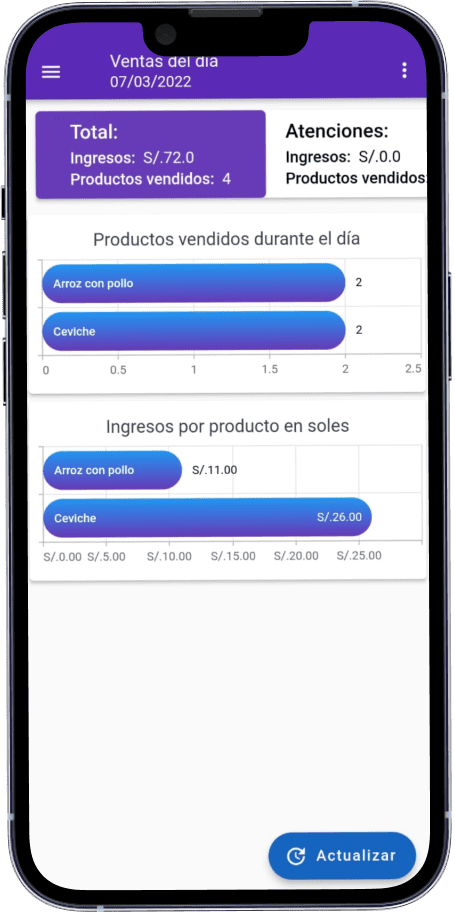 Ventas del día
07/03/2022
Total:
Ingresos: S/.72.0
Productos vendidos: 4
Atenciones:
Ingresos: S/.0.0
Productos vendidos:
Productos vendidos durante el día
Arroz con pollo 2
Ceviche 2
0 0.5 1 1.5 2 2.5
Ingresos por producto en soles
Arroz con pollo S/.11.00
Ceviche S/.26.00
S/.0.00 S/.5.00 S/.10.00 S/.15.00 S/.20.00 S/.25.00
Actualizar